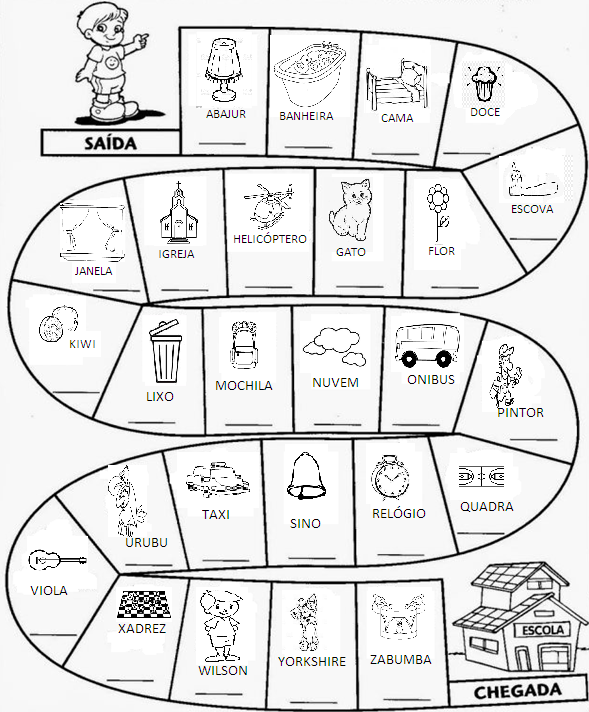 SAÍDA
ABAJUR
BANHEIRA
CAMA
DOCE
ESCOVA
FLOR
GATO
HELICÓPTERO
IGREJA
JANELA
KIWI
LIXO
MOCHILA
NUVEM
ONIBUS
PINTOR
QUADRA
RELÓGIO
SINO
TAXI
URUBU
VIOLA
XADREZ
WILSON
YORKSHIRE
ZABUMBA
ESCOLA
CHEGADA